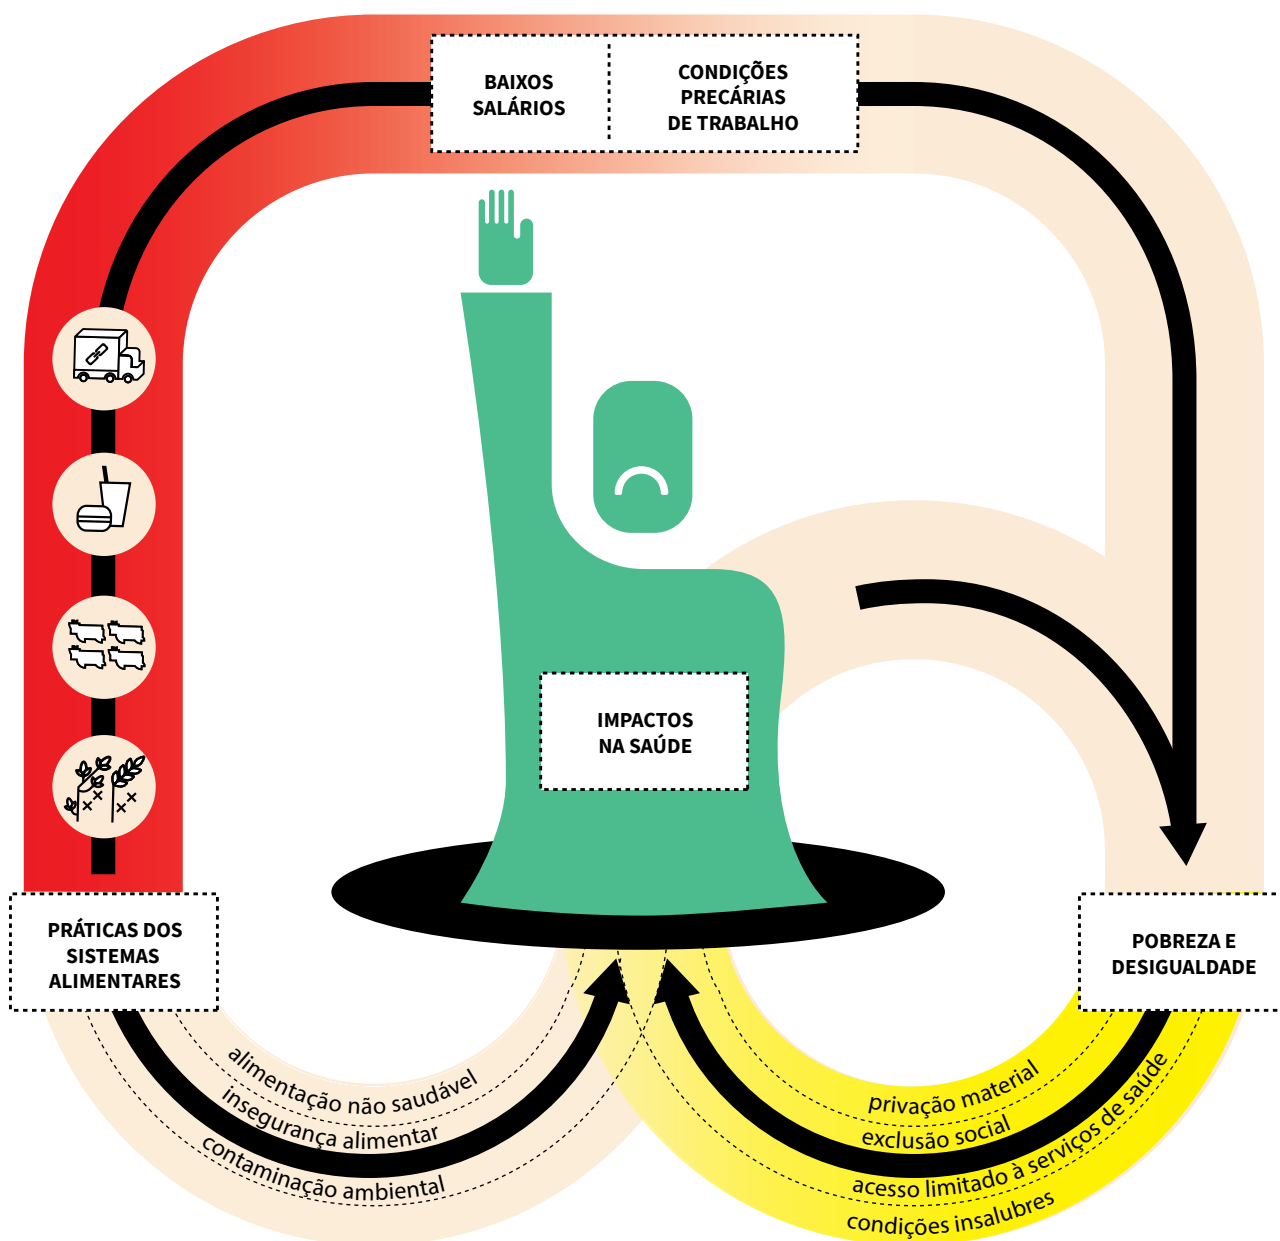 BAIXOS
SALÁRIOS
CONDIÇÕES
PRECÁRIAS
DE TRABALHO
IMPACTOS
NA SAÚDE
PRÁTICAS DOS
SISTEMAS
ALIMENTARES
POBREZA E
DESIGUALDADE
alimentação não saudável
insegurança alimentar
contaminação ambiental
privação material
exclusão social
acesso limitado à serviços de saúde
condições insalubres